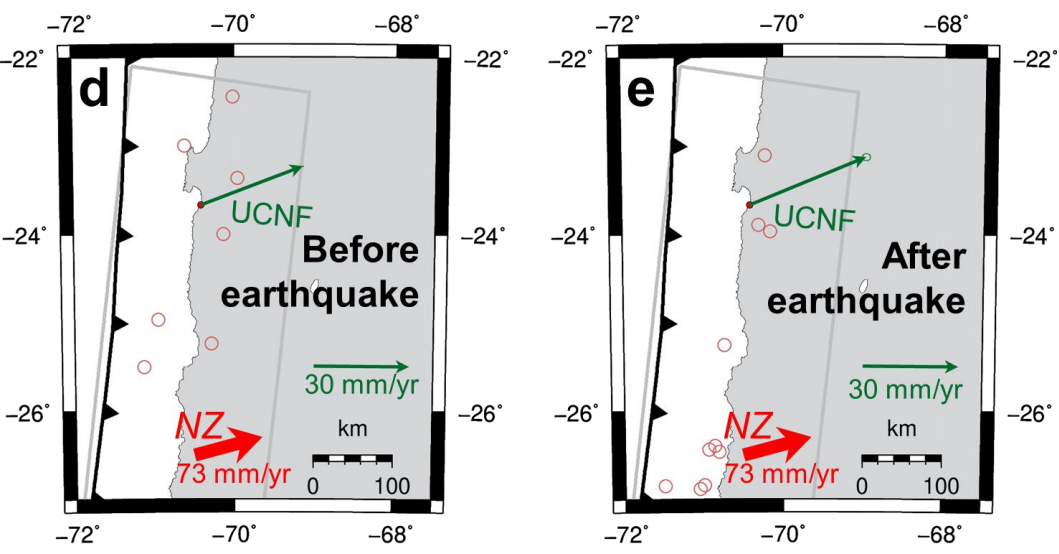 −72˚ −70˚ −68˚
−22˚ −22˚
d
UCNF
−24˚ −24˚
Before
earthquake
30 mm/yr
−26˚ −26˚
NZ km
73 mm/yr
0 100
−72˚ −70˚ −68˚
−72˚ −70˚ −68˚
−22˚ −22˚
e
UCNF
−24˚ −24˚
After
earthquake
30 mm/yr
−26˚ −26˚
NZ km
73 mm/yr
0 100
−72˚ −70˚ −68˚